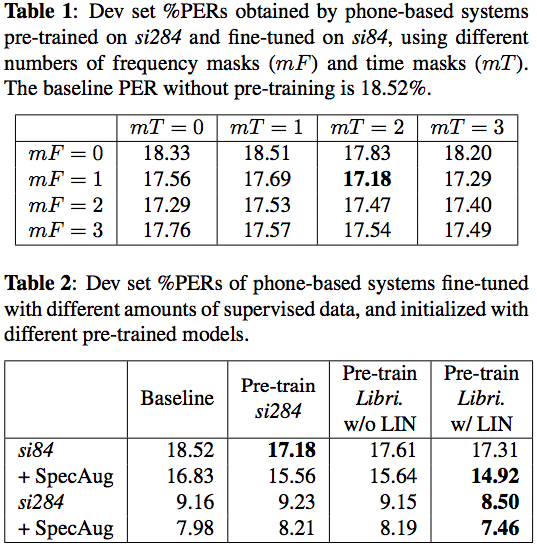 Table 1: Dev set %PERs obtained by phone-based systems
pre-trained on si284 and fine-tuned on si84, using different
numbers of frequency masks (mF) and time masks (mT).
The baseline PER without pre-training is 18.52%.
mT = 0 mT = 1 mT = 2 mT = 3
mF = 0 18.33 18.51 17.83 18.20
mF = 1 17.56 17.69 17.18 17.29
mF = 2 17.29 17.53 17.47 17.40
mF = 3 17.76 17.57 17.54 17.49
Table 2: Dev set %PERs of phone-based systems fine-tuned
with different amounts of supervised data, and initialized with
different pre-trained models.
Baseline Pre-train si284 Pre-train Libri. w/o LIN Pre-train Libri. w/ LIN
si84 18.52 17.18 17.61 17.31
+ SpecAug 16.83 15.56 15.64 14.92
si284 9.16 9.23 9.15 8.50
+ SpecAug 7.98 8.21 8.19 7.46